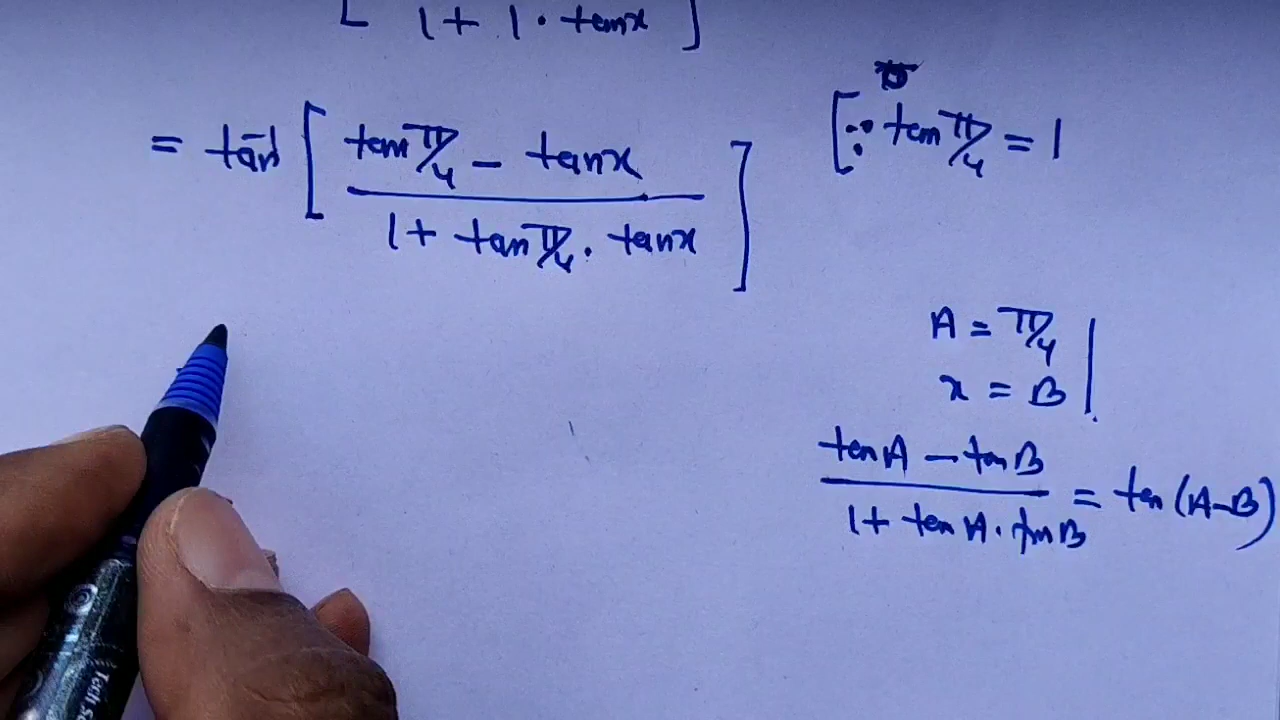 [ 1 + 1 · tanx ]
= tan⁻¹ [ tan π/4 − tanx / 1 + tan π/4 · tanx ]
[∵ tan π/4 = 1
A = π/4
x = B
tanA − tanB / 1 + tanA · tanB = tan(A−B)